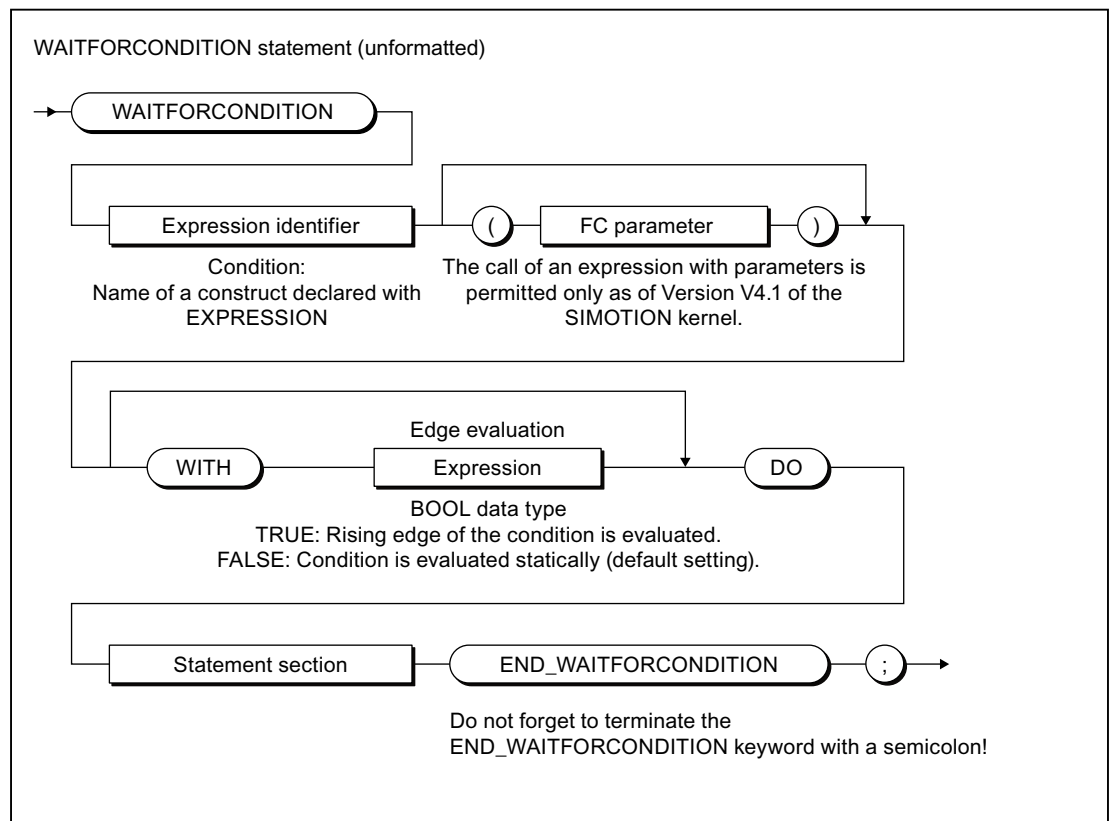 WAITFORCONDITION statement (unformatted)
WAITFORCONDITION
Expression identifier
( FC parameter )
Condition:
Name of a construct declared with
EXPRESSION
The call of an expression with parameters is
permitted only as of Version V4.1 of the
SIMOTION kernel.
Edge evaluation
WITH Expression DO
BOOL data type
TRUE: Rising edge of the condition is evaluated.
FALSE: Condition is evaluated statically (default setting).
Statement section END_WAITFORCONDITION ;
Do not forget to terminate the
END_WAITFORCONDITION keyword with a semicolon!